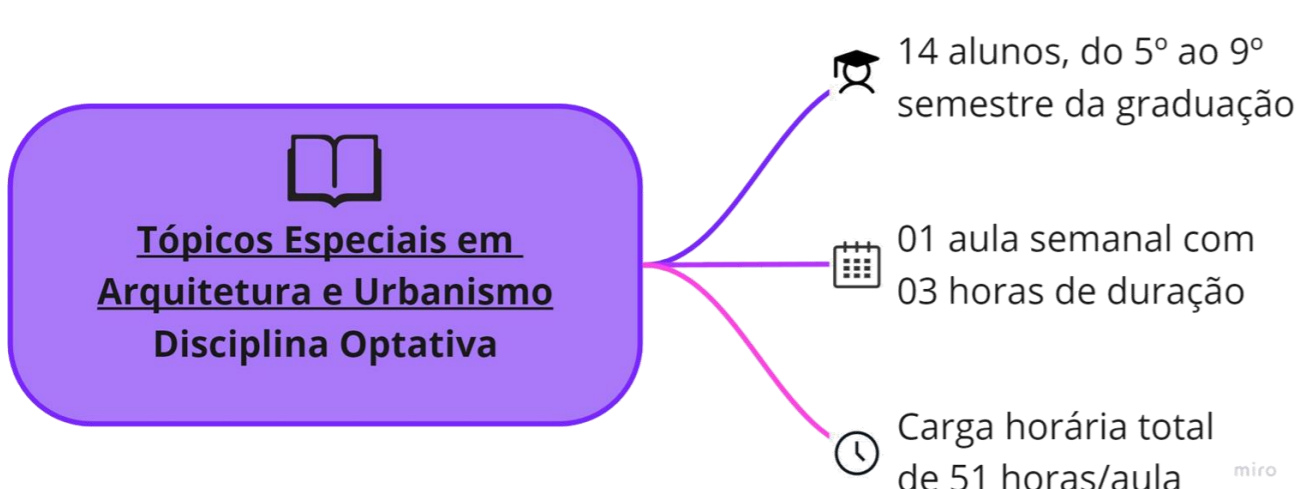 Tópicos Especiais em
Arquitetura e Urbanismo
Disciplina Optativa
14 alunos, do 5º ao 9º
semestre da graduação
01 aula semanal com
03 horas de duração
Carga horária total
de 51 horas/aula
miro